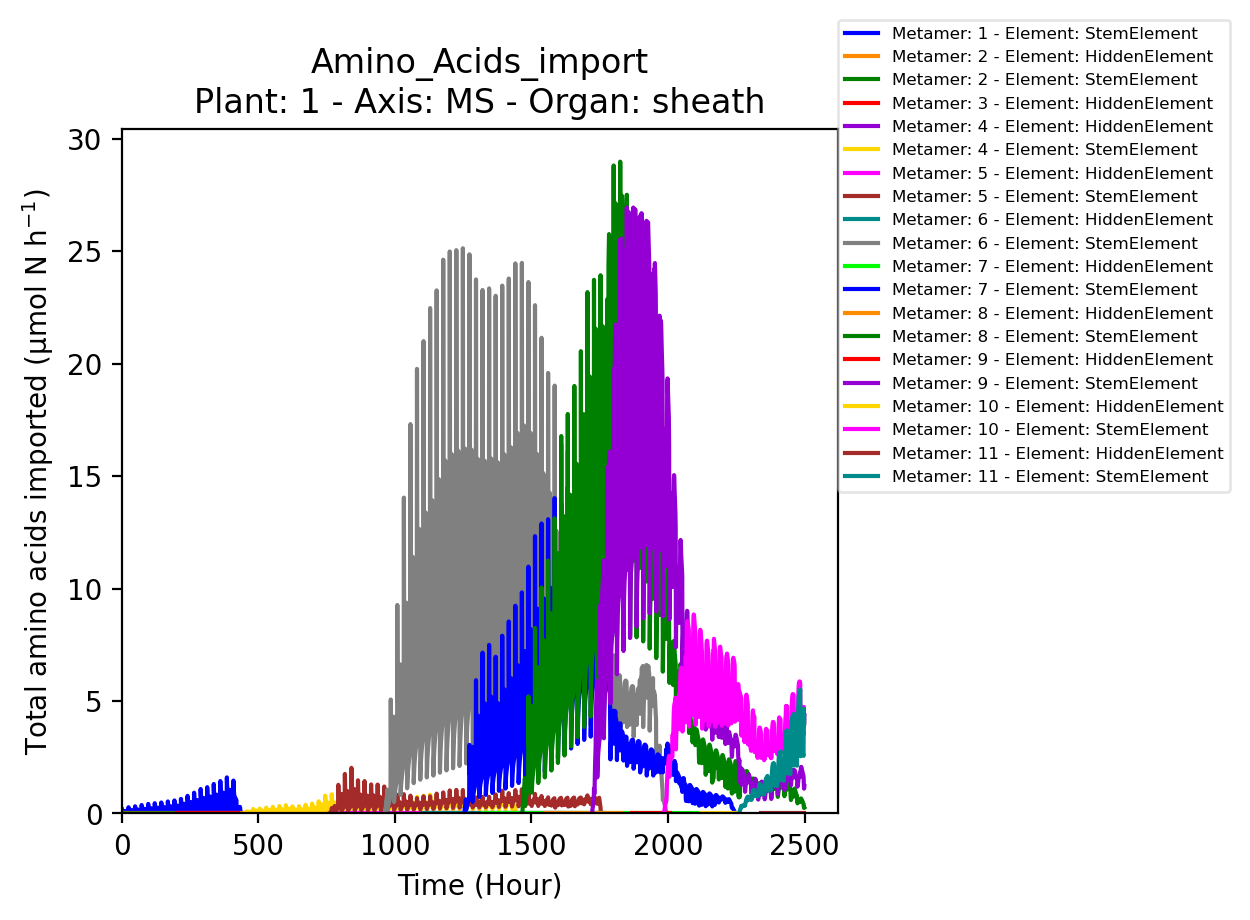 Amino_Acids_import
Plant: 1 - Axis: MS - Organ: sheath
Total amino acids imported (µmol N h⁻¹)
30
25
20
15
10
5
0
0 500 1000 1500 2000 2500
Time (Hour)
Metamer: 1 - Element: StemElement
Metamer: 2 - Element: HiddenElement
Metamer: 2 - Element: StemElement
Metamer: 3 - Element: HiddenElement
Metamer: 4 - Element: HiddenElement
Metamer: 4 - Element: StemElement
Metamer: 5 - Element: HiddenElement
Metamer: 5 - Element: StemElement
Metamer: 6 - Element: HiddenElement
Metamer: 6 - Element: StemElement
Metamer: 7 - Element: HiddenElement
Metamer: 7 - Element: StemElement
Metamer: 8 - Element: HiddenElement
Metamer: 8 - Element: StemElement
Metamer: 9 - Element: HiddenElement
Metamer: 9 - Element: StemElement
Metamer: 10 - Element: HiddenElement
Metamer: 10 - Element: StemElement
Metamer: 11 - Element: HiddenElement
Metamer: 11 - Element: StemElement